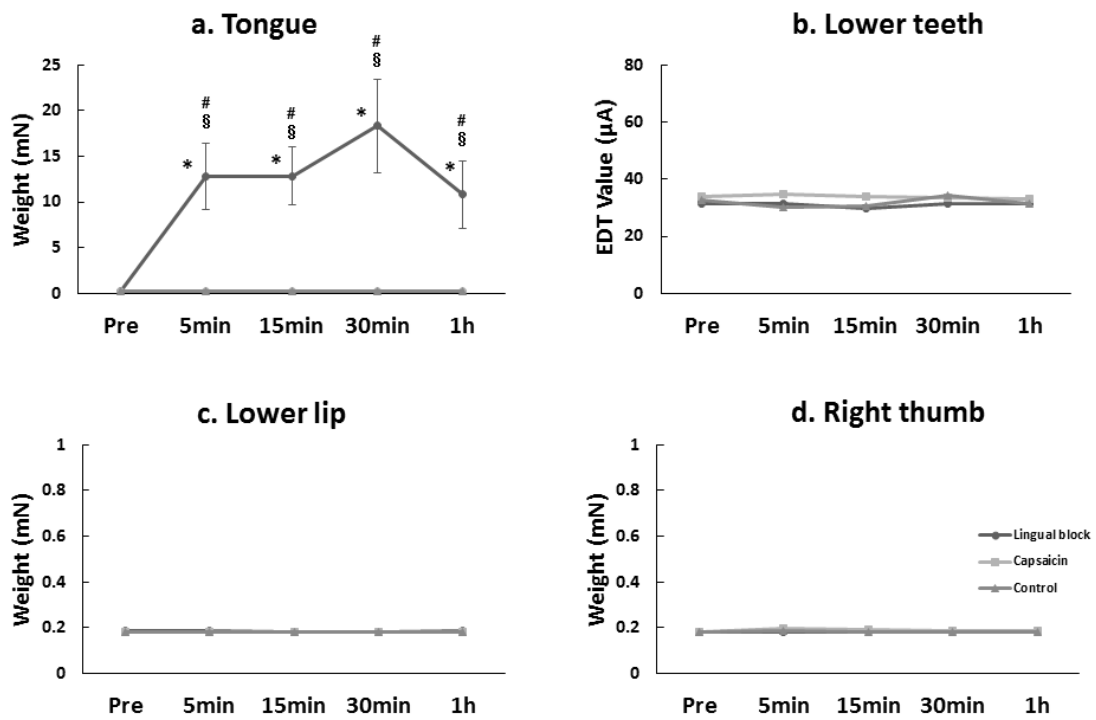 a. Tongue
Weight (mN)
25
20
15
10
5
0
#
§
*
#
§
*
#
§
*
#
§
*
Pre 5min 15min 30min 1h
b. Lower teeth
EDT Value (µA)
80
60
40
20
0
Pre 5min 15min 30min 1h
c. Lower lip
Weight (mN)
1
0.8
0.6
0.4
0.2
0
Pre 5min 15min 30min 1h
d. Right thumb
Weight (mN)
1
0.8
0.6
0.4
0.2
0
Lingual block
Capsaicin
Control
Pre 5min 15min 30min 1h